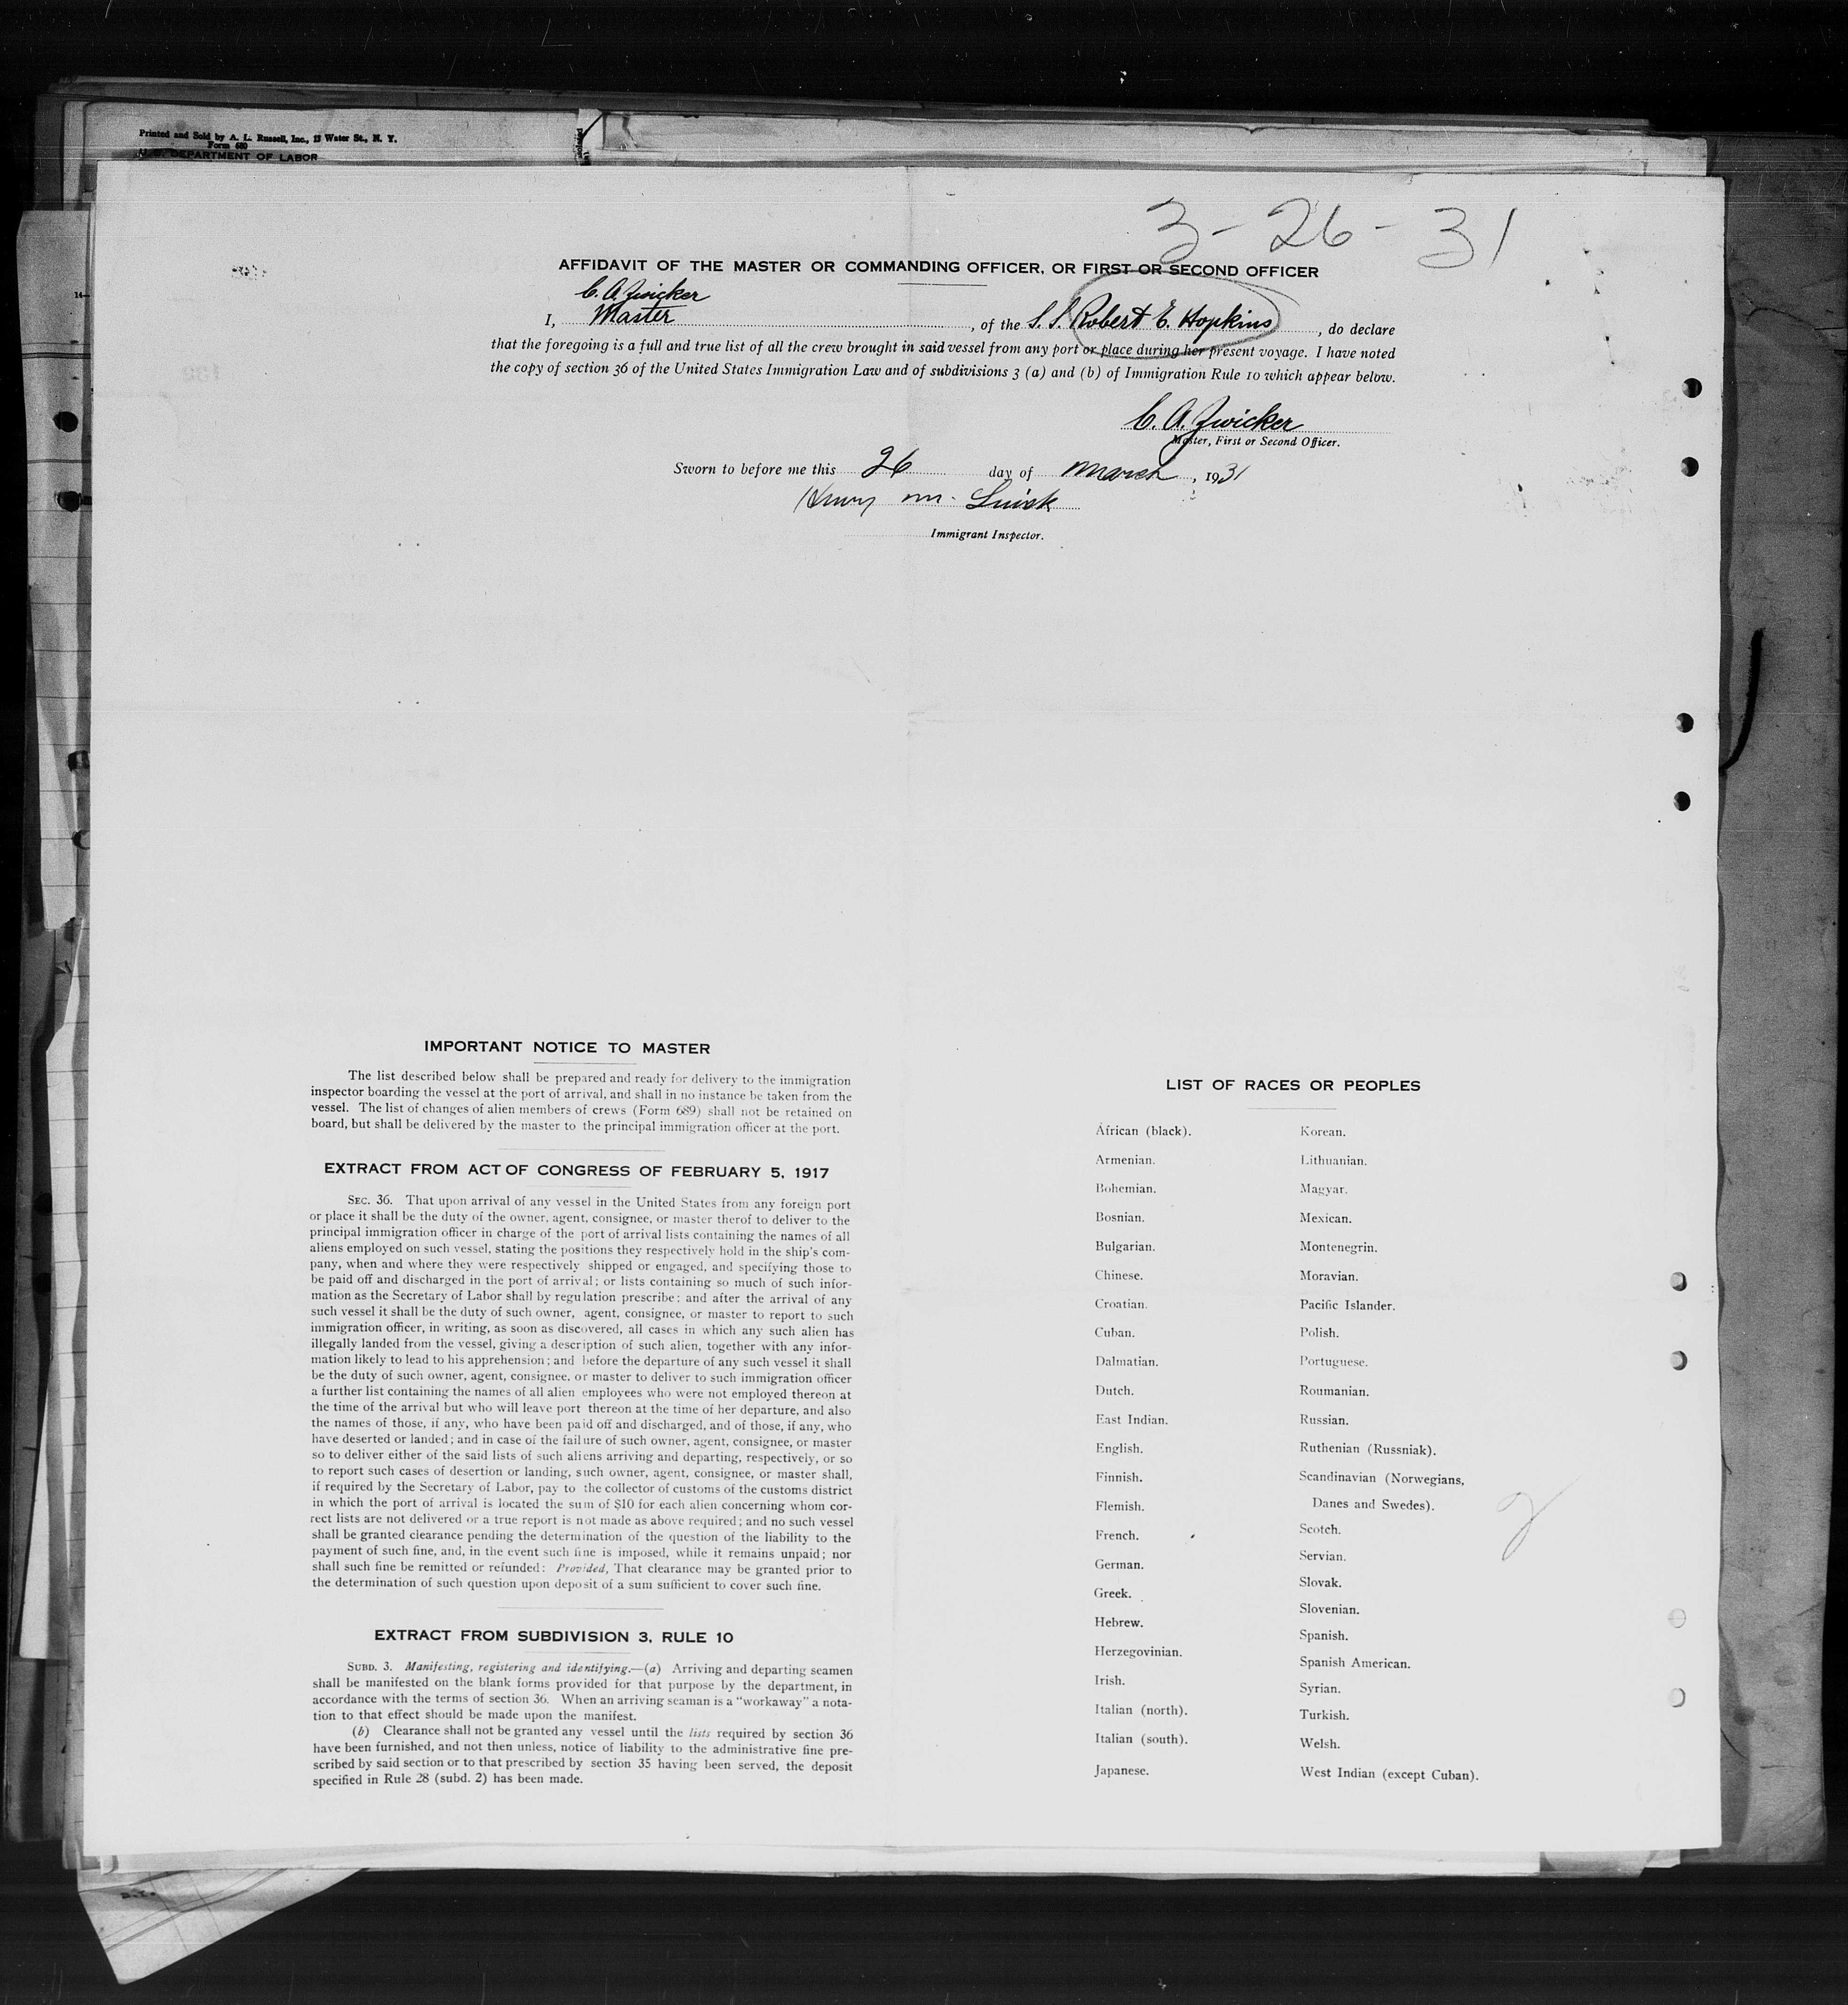 Printed and Sold by A. L. Russell, Inc., 13 Water St., N. Y.
Form 680
U. S. DEPARTMENT OF LABOR
3-26-31
AFFIDAVIT OF THE MASTER OR COMMANDING OFFICER, OR FIRST OR SECOND OFFICER
C. A. Zwicker
I, Master, of the S. S. Robert E. Hopkins, do declare
that the foregoing is a full and true list of all the crew brought in said vessel from any port or place during her present voyage. I have noted
the copy of section 36 of the United States Immigration Law and of subdivisions 3 (a) and (b) of Immigration Rule 10 which appear below.
C. A. Zwicker
Master, First or Second Officer.
Sworn to before me this 26 day of March, 1931
Henry M.
Immigrant Inspector.
IMPORTANT NOTICE TO MASTER
The list described below shall be prepared and ready for delivery to the immigration
inspector boarding the vessel at the port of arrival, and shall in no instance be taken from the
vessel. The list of changes of alien members of crews (Form 689) shall not be retained on
board, but shall be delivered by the master to the principal immigration officer at the port.
EXTRACT FROM ACT OF CONGRESS OF FEBRUARY 5, 1917
SEC. 36. That upon arrival of any vessel in the United States from any foreign port
or place it shall be the duty of the owner, agent, consignee, or master therof to deliver to the
principal immigration officer in charge of the port of arrival lists containing the names of all
aliens employed on such vessel, stating the positions they respectively hold in the ship's com-
pany, when and where they were respectively shipped or engaged, and specifying those to
be paid off and discharged in the port of arrival; or lists containing so much of such infor-
mation as the Secretary of Labor shall by regulation prescribe; and after the arrival of any
such vessel it shall be the duty of such owner, agent, consignee, or master to report to such
immigration officer, in writing, as soon as discovered, all cases in which any such alien has
illegally landed from the vessel, giving a description of such alien, together with any infor-
mation likely to lead to his apprehension; and before the departure of any such vessel it shall
be the duty of such owner, agent, consignee, or master to deliver to such immigration officer
a further list containing the names of all alien employees who were not employed thereon at
the time of the arrival but who will leave port thereon at the time of her departure, and also
the names of those, if any, who have been paid off and discharged, and of those, if any, who
have deserted or landed; and in case of the failure of such owner, agent, consignee, or master
so to deliver either of the said lists of such aliens arriving and departing, respectively, or so
to report such cases of desertion or landing, such owner, agent, consignee, or master shall,
if required by the Secretary of Labor, pay to the collector of customs of the customs district
in which the port of arrival is located the sum of $10 for each alien concerning whom cor-
rect lists are not delivered or a true report is not made as above required; and no such vessel
shall be granted clearance pending the determination of the question of the liability to the
payment of such fine, and, in the event such fine is imposed, while it remains unpaid; nor
shall such fine be remitted or refunded: Provided, That clearance may be granted prior to
the determination of such question upon deposit of a sum sufficient to cover such fine.
EXTRACT FROM SUBDIVISION 3, RULE 10
SUBD. 3. Manifesting, registering and identifying.—(a) Arriving and departing seamen
shall be manifested on the blank forms provided for that purpose by the department, in
accordance with the terms of section 36. When an arriving seaman is a "workaway" a nota-
tion to that effect should be made upon the manifest.
(b) Clearance shall not be granted any vessel until the lists required by section 36
have been furnished, and not then unless, notice of liability to the administrative fine pre-
scribed by said section or to that prescribed by section 35 having been served, the deposit
specified in Rule 28 (subd. 2) has been made.
LIST OF RACES OR PEOPLES
African (black).
Armenian.
Bohemian.
Bosnian.
Bulgarian.
Chinese.
Croatian.
Cuban.
Dalmatian.
Dutch.
East Indian.
English.
Finnish.
Flemish.
French.
German.
Greek.
Hebrew.
Herzegovinian.
Irish.
Italian (north).
Italian (south).
Japanese.
Korean.
Lithuanian.
Magyar.
Mexican.
Montenegrin.
Moravian.
Pacific Islander.
Polish.
Portuguese.
Roumanian.
Russian.
Ruthenian (Russniak).
Scandinavian (Norwegians,
Danes and Swedes).
Scotch.
Servian.
Slovak.
Slovenian.
Spanish.
Spanish American.
Syrian.
Turkish.
Welsh.
West Indian (except Cuban).
2